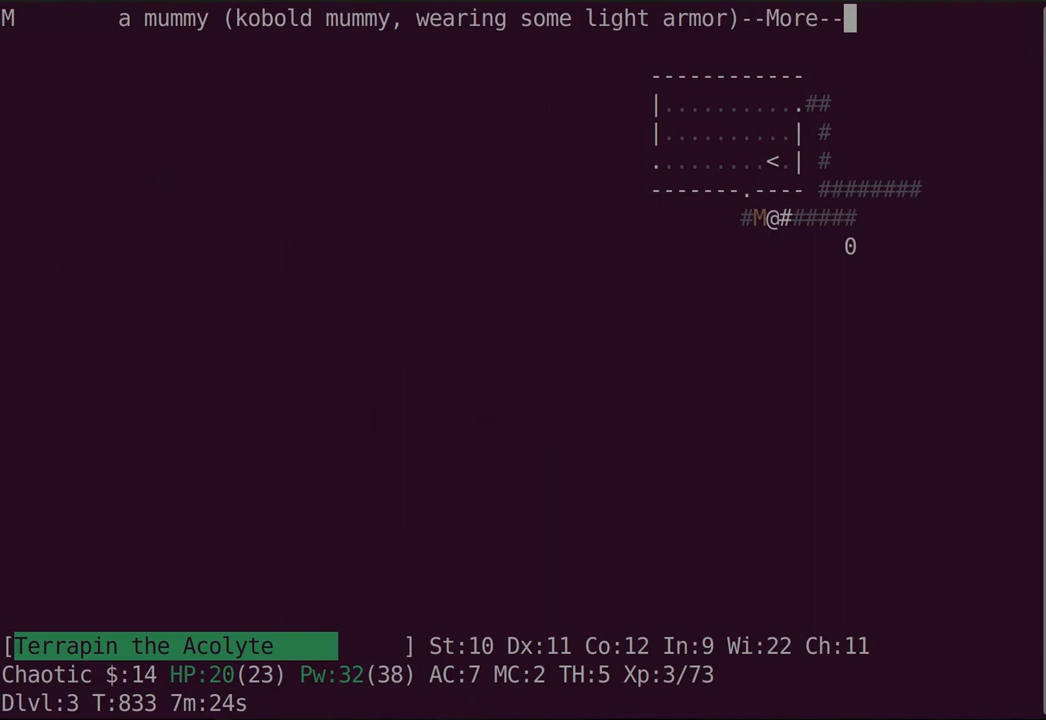 M       a mummy (kobold mummy, wearing some light armor)--More--
------------
|...........##
|..........| #
.........<.| #
-------.---- ########
#M@######
0
[Terrapin the Acolyte          ] St:10 Dx:11 Co:12 In:9 Wi:22 Ch:11
Chaotic $:14 HP:20(23) Pw:32(38) AC:7 MC:2 TH:5 Xp:3/73
Dlvl:3 T:833 7m:24s